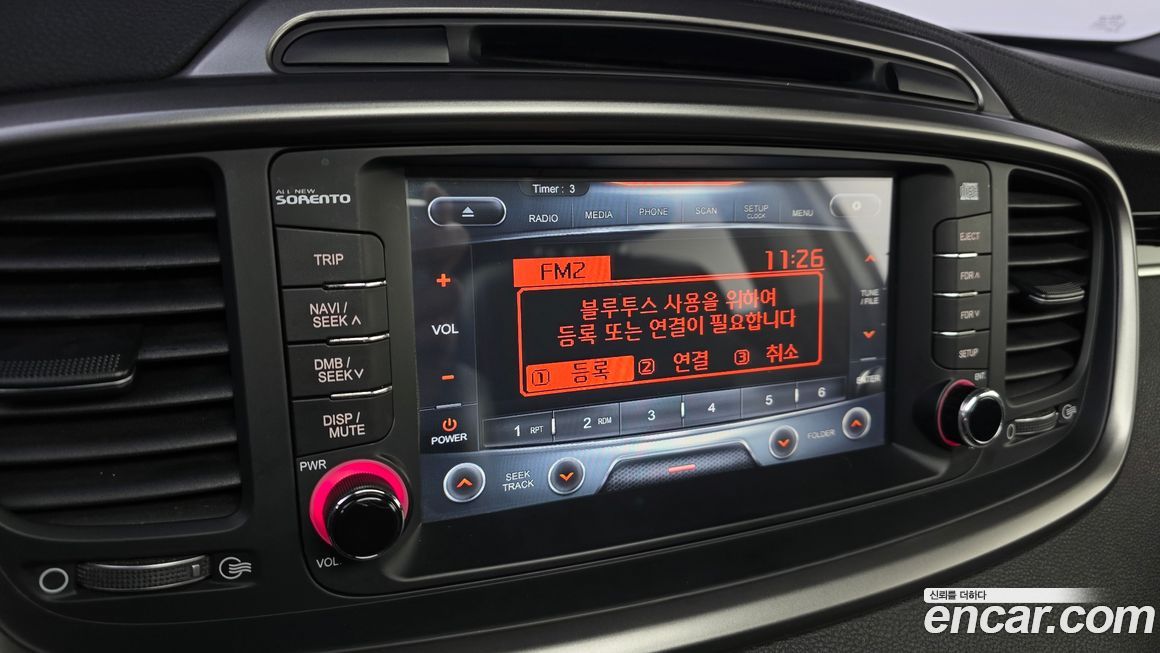 ALL NEW
SORENTO
TRIP
NAVI /
SEEK ∧
DMB /
SEEK ∨
DISP /
MUTE
PWR
VOL
Timer : 3
RADIO
MEDIA
PHONE
SCAN
SETUP
CLOCK
MENU
+
VOL
−
POWER
FM2
11:26
블루투스 사용을 위하여
등록 또는 연결이 필요합니다
1 등록 2 연결 3 취소
TUNE
/ FILE
1 RPT
2 RDM
3
4
5
6
SEEK
TRACK
FOLDER
EJECT
FDR ∧
FDR ∨
SETUP
ENT.
신뢰를 더하다
encar.com